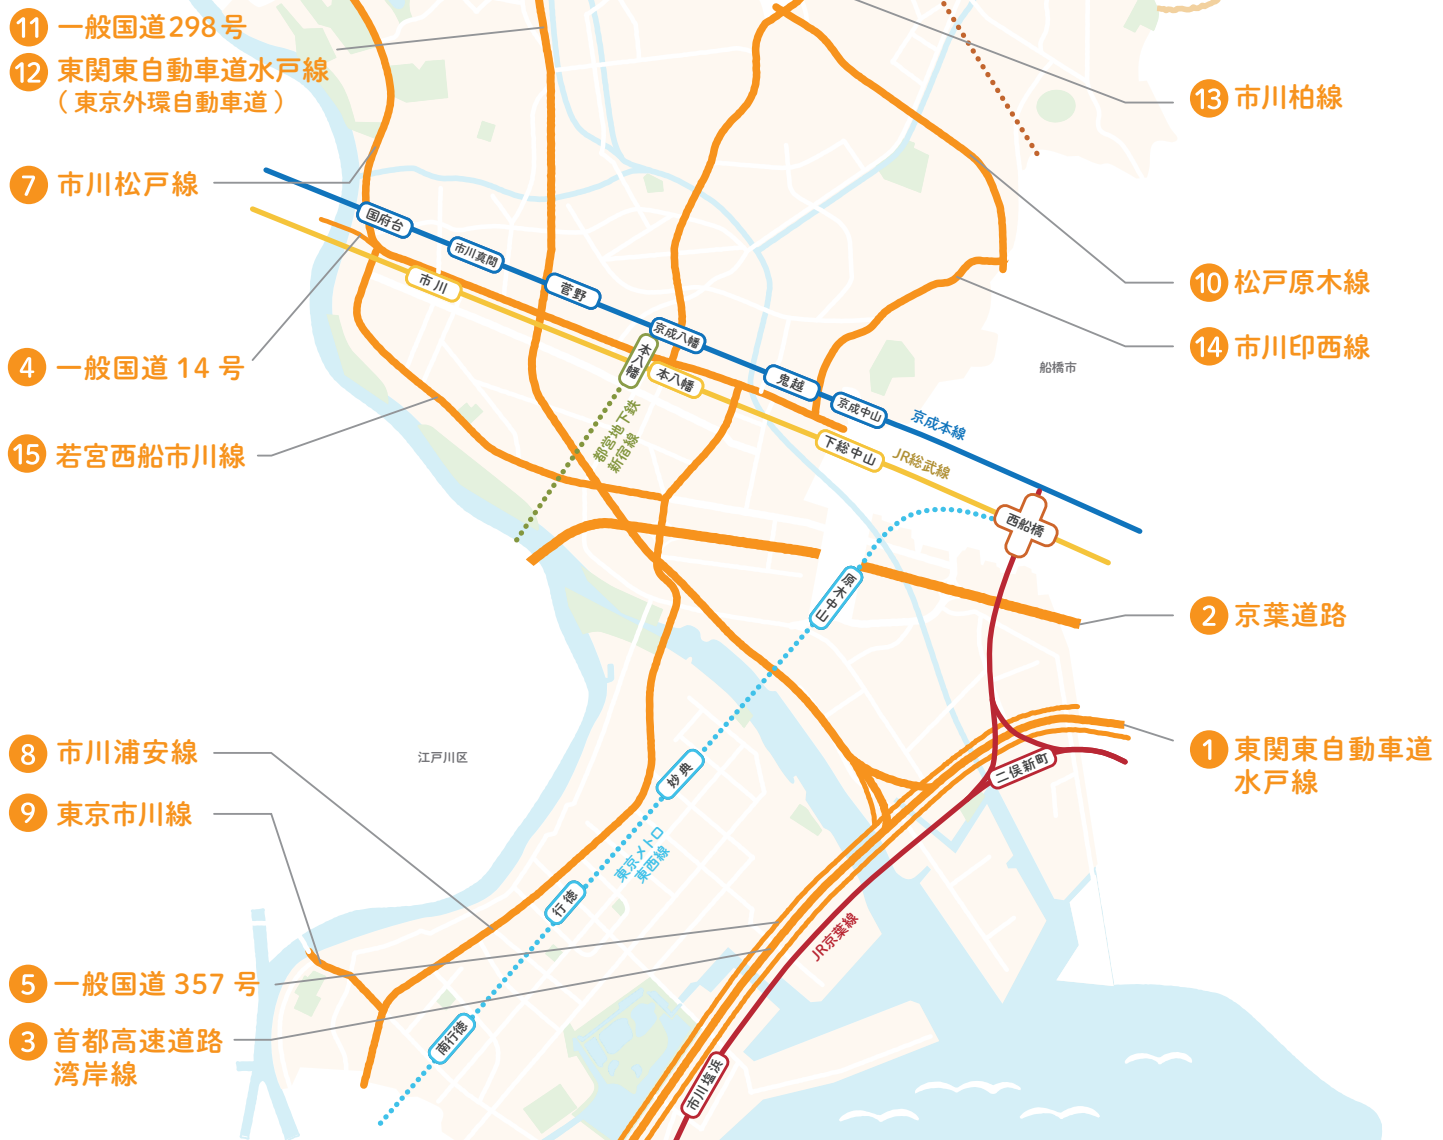 11 一般国道298号
12 東関東自動車道水戸線
(東京外環自動車道)
13 市川柏線
7 市川松戸線
国府台
市川真間
市川
菅野
10 松戸原木線
京成八幡
本八幡
本八幡
14 市川印西線
4 一般国道14号
鬼越
船橋市
京成中山
京成本線
都営地下鉄
新宿線
下総中山
JR総武線
15 若宮西船市川線
西船橋
原木中山
2 京葉道路
8 市川浦安線
江戸川区
妙典
二俣新町
1 東関東自動車道
水戸線
9 東京市川線
東京メトロ
東西線
行徳
JR京葉線
5 一般国道357号
3 首都高速道路
湾岸線
南行徳
市川塩浜